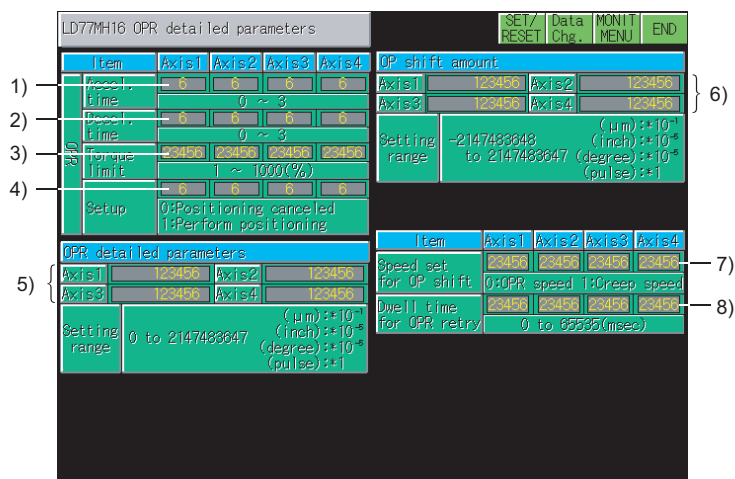 LD77MH16 OPR detailed parameters
SET/ RESET
Data Chg.
MONIT MENU
END
Item Axis1 Axis2 Axis3 Axis4
1)
OPR
Accel. time 6 6 6 6
0 ~ 3
2)
Decel. time 6 6 6 6
0 ~ 3
3)
Torque limit 23456 23456 23456 23456
1 ~ 1000(%)
4)
Setup 6 6 6 6
0:Positioning canceled
1:Perform positioning
OPR detailed parameters
5)
Axis1 123456 Axis2 123456
Axis3 123456 Axis4 123456
Setting range
0 to 2147483647
(μm):*10⁻¹
(inch):*10⁻⁵
(degree):*10⁻⁵
(pulse):*1
OP shift amount
Axis1 123456 Axis2 123456
Axis3 123456 Axis4 123456
6)
Setting range
-2147483648
to 2147483647
(μm):*10⁻¹
(inch):*10⁻⁵
(degree):*10⁻⁵
(pulse):*1
Item Axis1 Axis2 Axis3 Axis4
Speed set for OP shift 23456 23456 23456 23456
7)
0:OPR speed 1:Creep speed
Dwell time for OPR retry 23456 23456 23456 23456
8)
0 to 65535(msec)